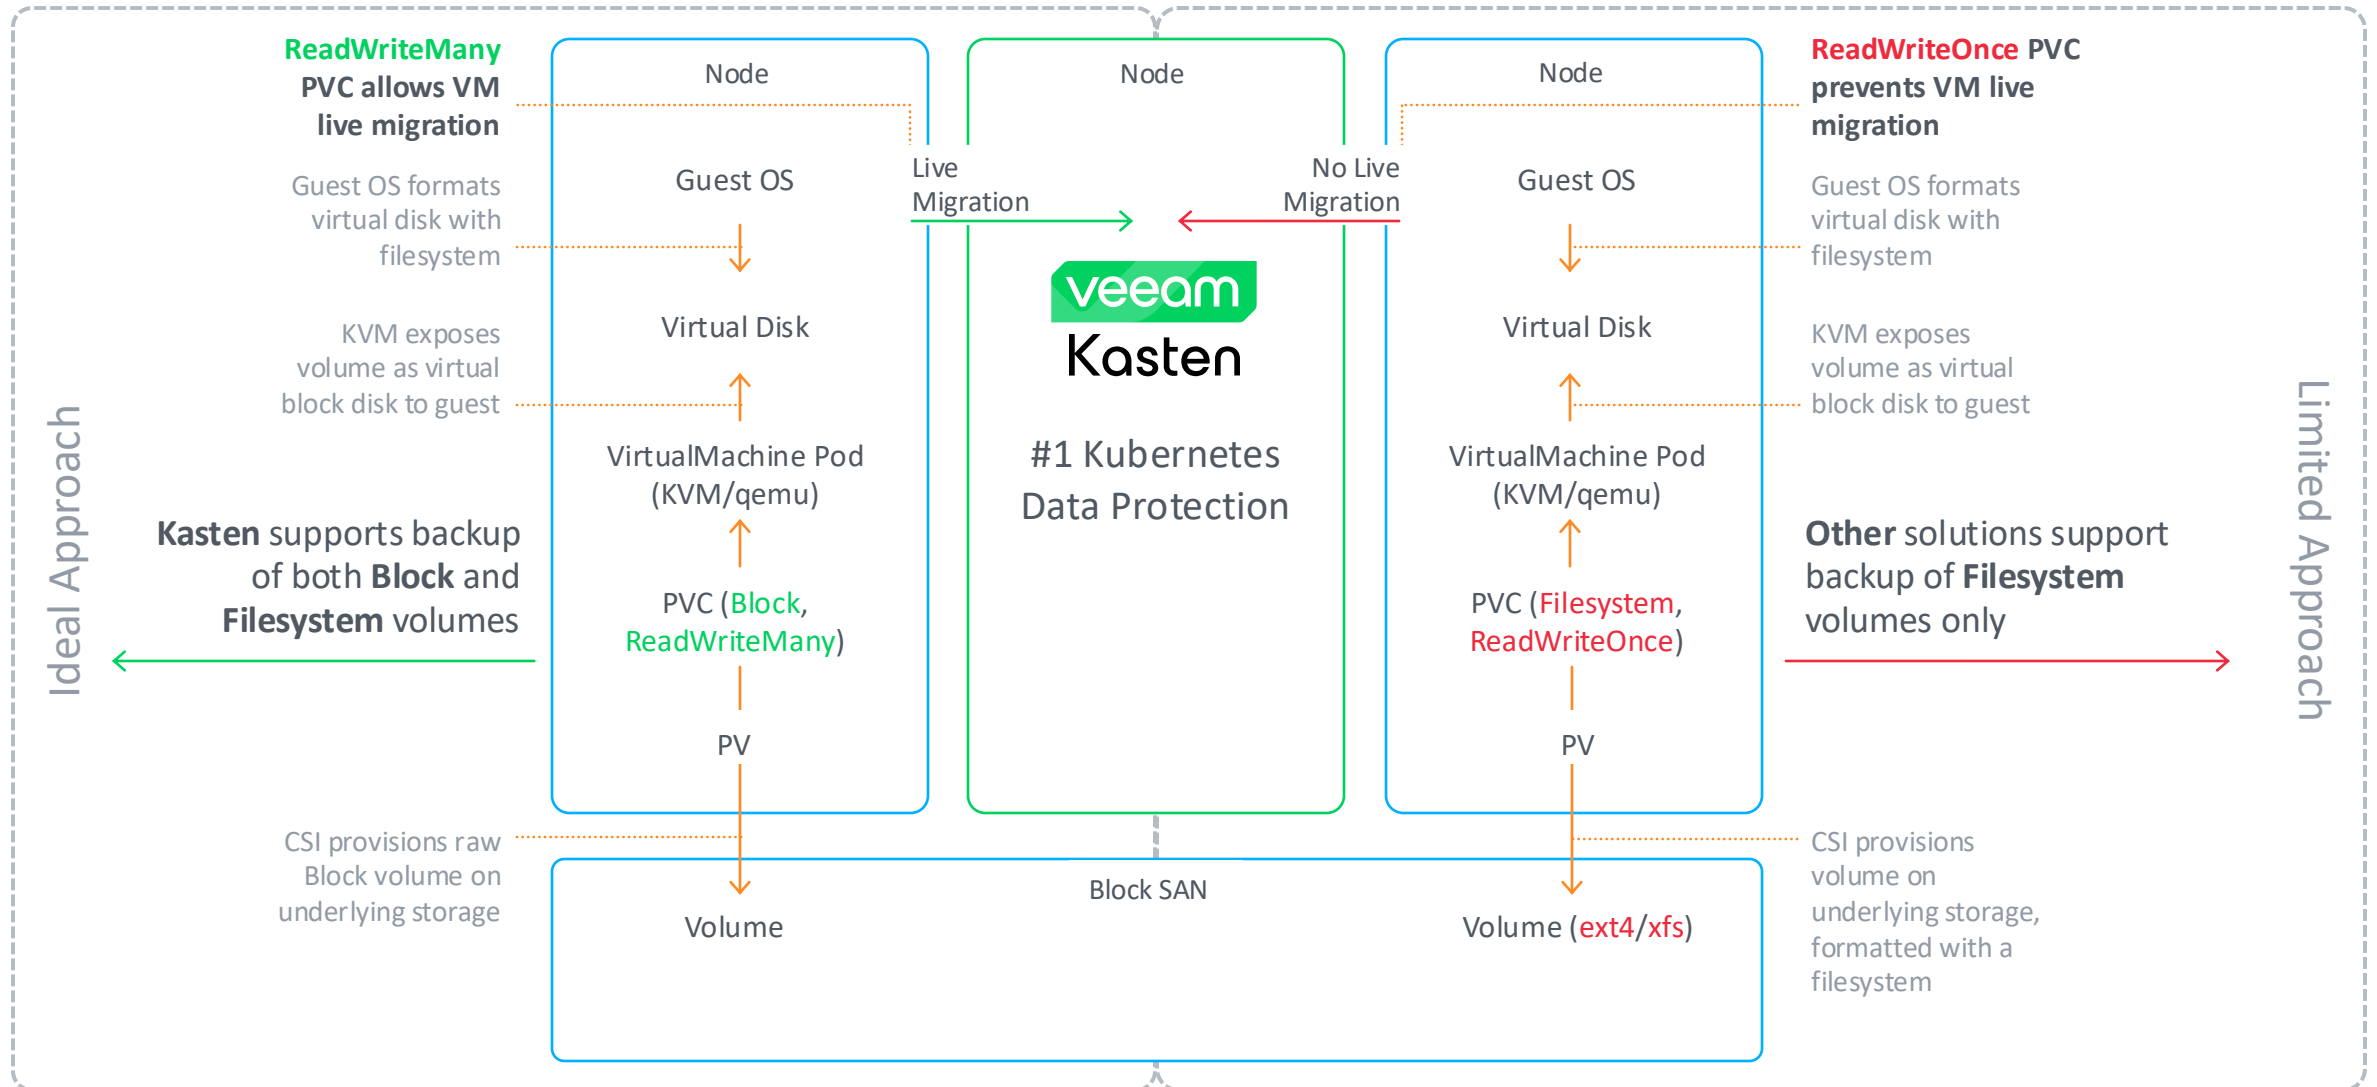 ReadWriteMany
PVC allows VM
live migration
Guest OS formats
virtual disk with
filesystem
KVM exposes
volume as virtual
block disk to guest
Ideal Approach
Kasten supports backup
of both Block and
Filesystem volumes
CSI provisions raw
Block volume on
underlying storage
Node
Guest OS
Virtual Disk
VirtualMachine Pod
(KVM/qemu)
PVC (Block,
ReadWriteMany)
PV
Volume
Live
Migration
Node
veeam
Kasten
#1 Kubernetes
Data Protection
Block SAN
No Live
Migration
Node
Guest OS
Virtual Disk
VirtualMachine Pod
(KVM/qemu)
PVC (Filesystem,
ReadWriteOnce)
PV
Volume (ext4/xfs)
ReadWriteOnce PVC
prevents VM live
migration
Guest OS formats
virtual disk with
filesystem
KVM exposes
volume as virtual
block disk to guest
Other solutions support
backup of Filesystem
volumes only
Limited Approach
CSI provisions
volume on
underlying storage,
formatted with a
filesystem